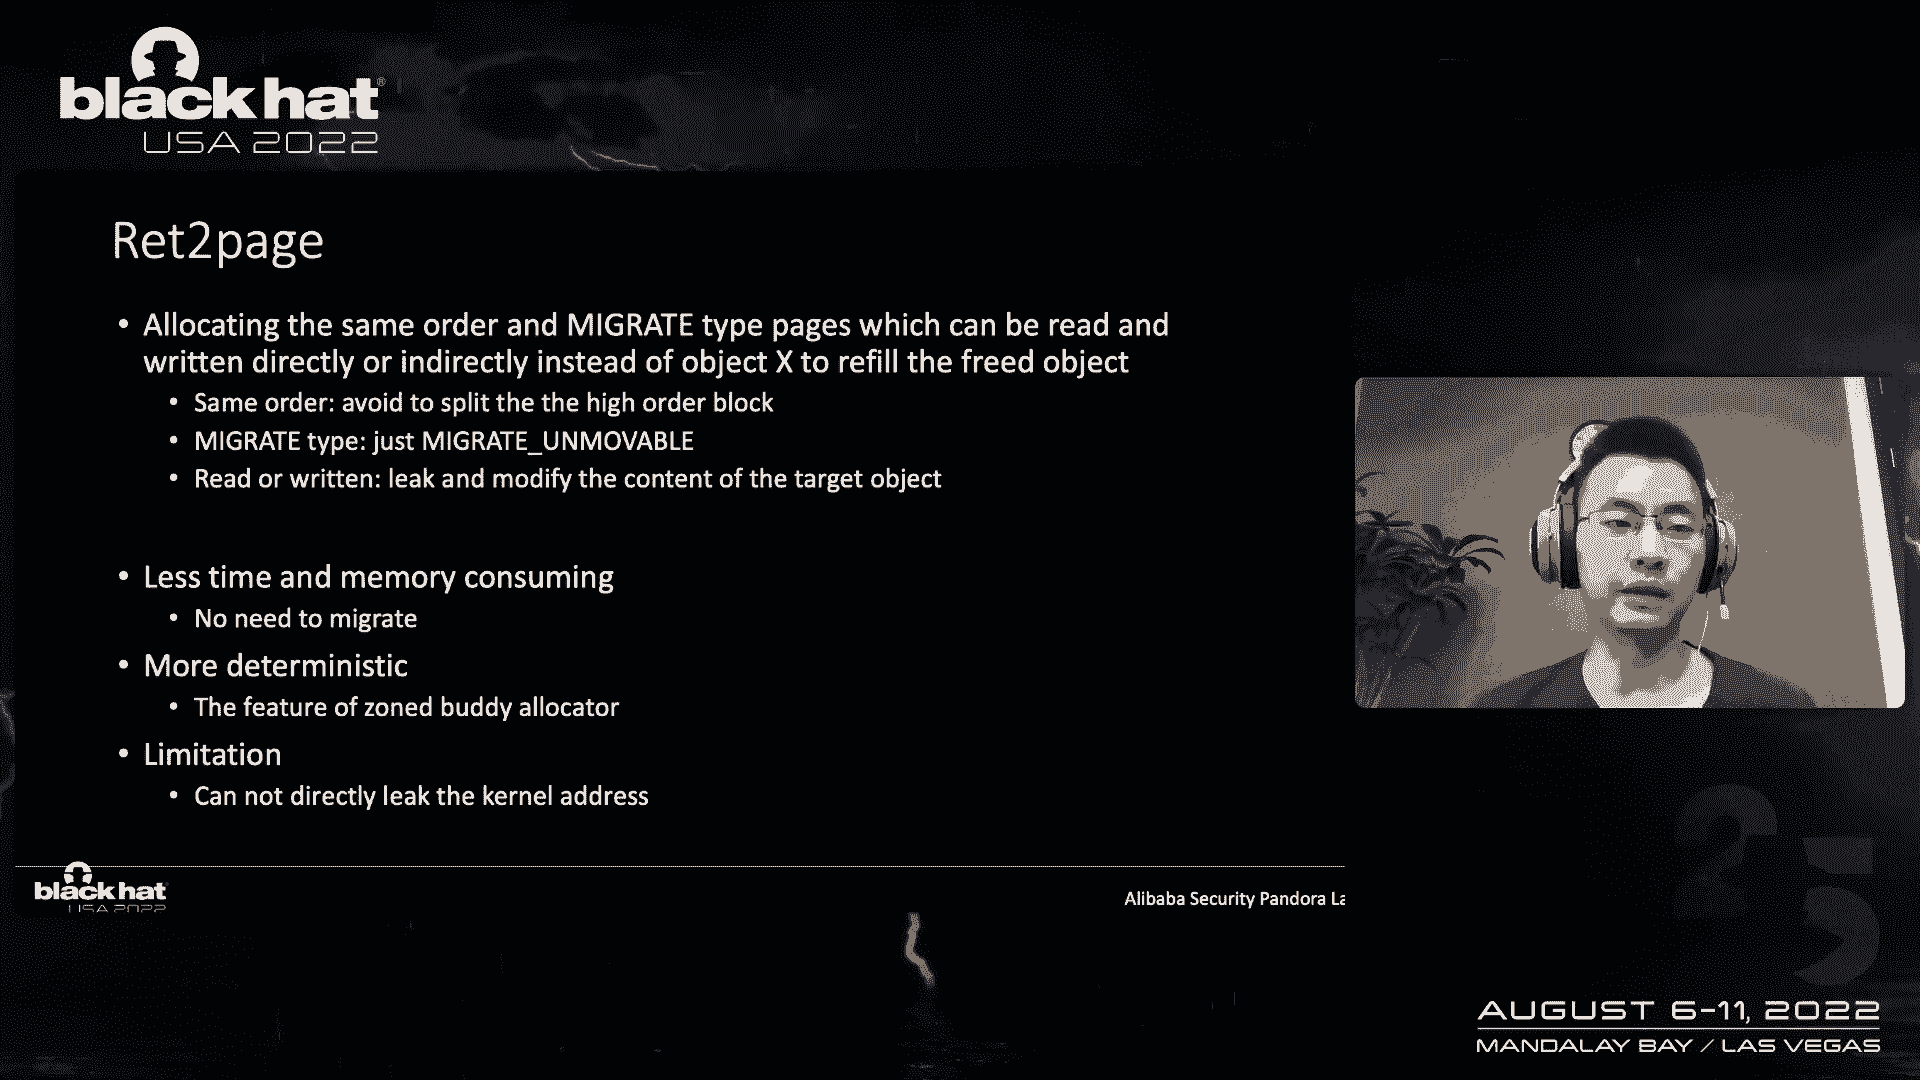 black hat®
USA 2022
Ret2page
• Allocating the same order and MIGRATE type pages which can be read and
written directly or indirectly instead of object X to refill the freed object
• Same order: avoid to split the the high order block
• MIGRATE type: just MIGRATE_UNMOVABLE
• Read or written: leak and modify the content of the target object
• Less time and memory consuming
• No need to migrate
• More deterministic
• The feature of zoned buddy allocator
• Limitation
• Can not directly leak the kernel address
black hat
USA 2022
Alibaba Security Pandora La
25
AUGUST 6-11, 2022
MANDALAY BAY / LAS VEGAS